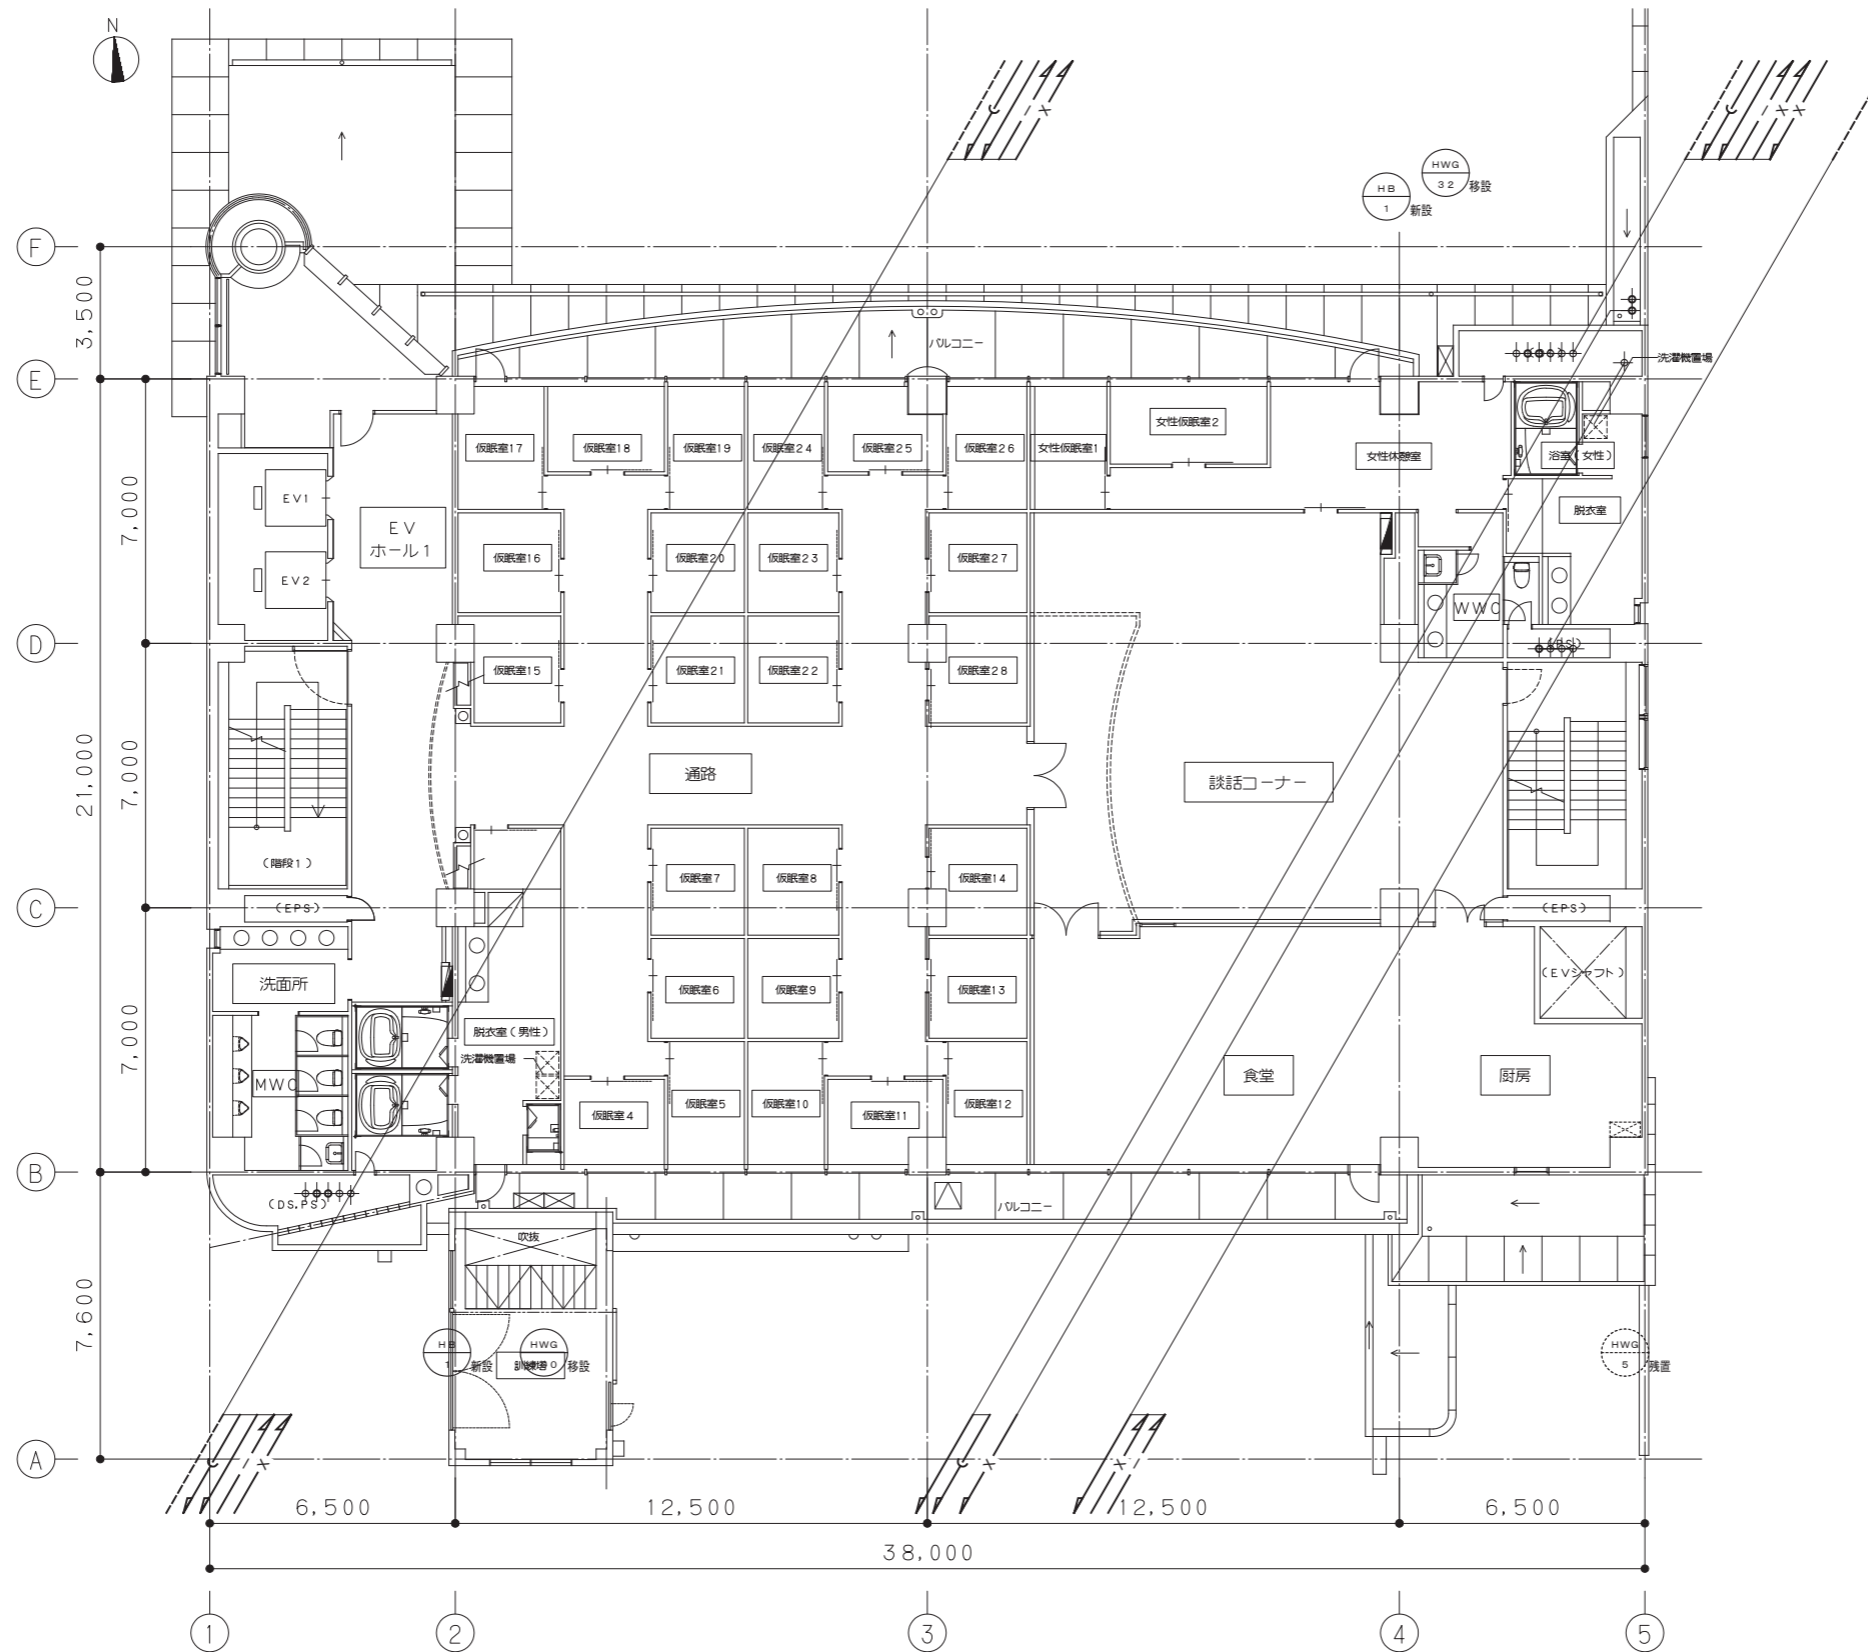 N
HWG
32
移設
HB
1
新設
F
3,500
バルコニー
洗濯機置場
E
女性仮眠室2
仮眠室17
仮眠室18
仮眠室19
仮眠室24
仮眠室25
仮眠室26
女性仮眠室1
女性休憩室
浴室(女性)
EV1
脱衣室
7,000
EV
ホール1
仮眠室16
仮眠室20
仮眠室23
仮眠室27
EV2
WWC
D
仮眠室15
仮眠室21
仮眠室22
仮眠室28
21,000
7,000
通路
談話コーナー
(階段1)
仮眠室7
仮眠室8
仮眠室14
C
(EPS)
(EPS)
洗面所
(EVシャフト)
仮眠室6
仮眠室9
仮眠室13
7,000
脱衣室(男性)
洗濯機置場
MWC
食堂
厨房
仮眠室4
仮眠室5
仮眠室10
仮眠室11
仮眠室12
B
(DS.PS)
バルコニー
吹抜
7,600
HB
1
新設
HWG
移設
HWG
5
残置
A
6,500
12,500
12,500
6,500
38,000
1
2
3
4
5